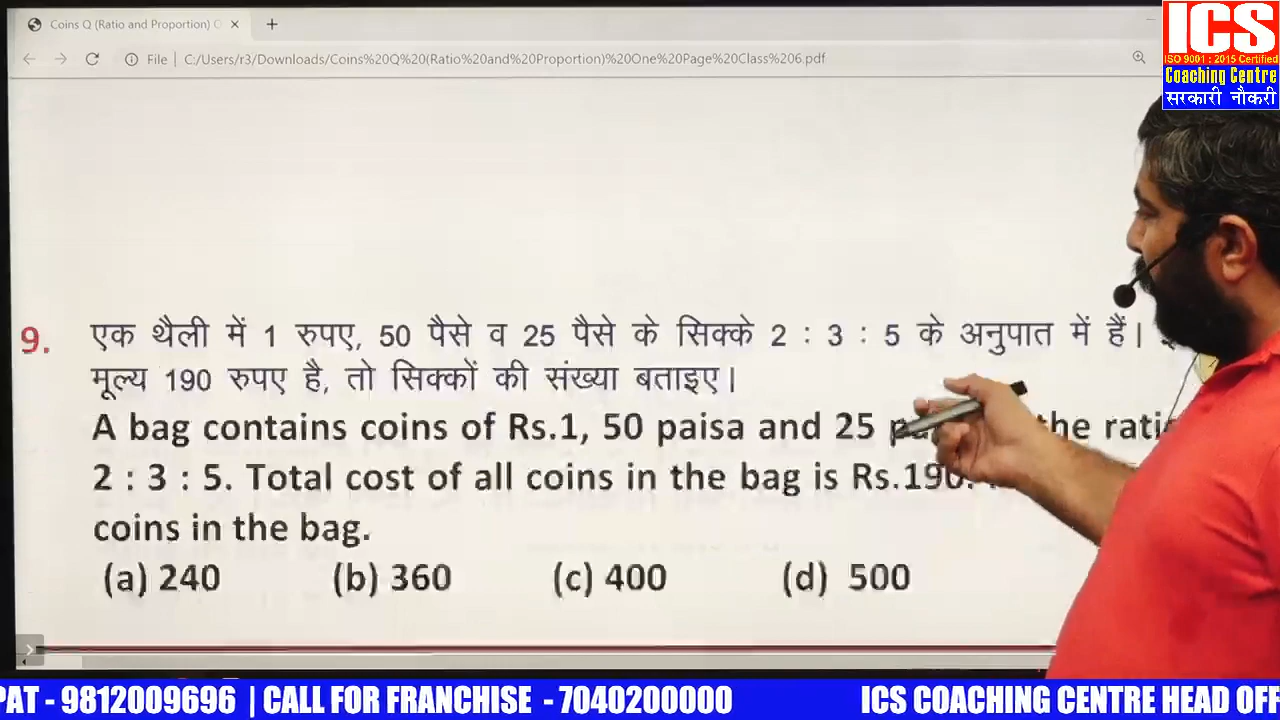 Coins Q (Ratio and Proportion) O
File
C:/Users/r3/Downloads/Coins%20Q%20(Ratio%20and%20Proportion)%20One%20Page%20Class%206.pdf
ICS
ISO 9001 : 2015 Certified
Coaching Centre
सरकारी नौकरी
9. एक थैली में 1 रुपए, 50 पैसे व 25 पैसे के सिक्के 2 : 3 : 5 के अनुपात में हैं।
मूल्य 190 रुपए है, तो सिक्कों की संख्या बताइए।
A bag contains coins of Rs.1, 50 paisa and 25 the
2 : 3 : 5. Total cost of all coins in the bag is Rs.190.
coins in the bag.
(a) 240 (b) 360 (c) 400 (d) 500
PAT - 9812009696 | CALL FOR FRANCHISE - 7040200000 ICS COACHING CENTRE HEAD OFF